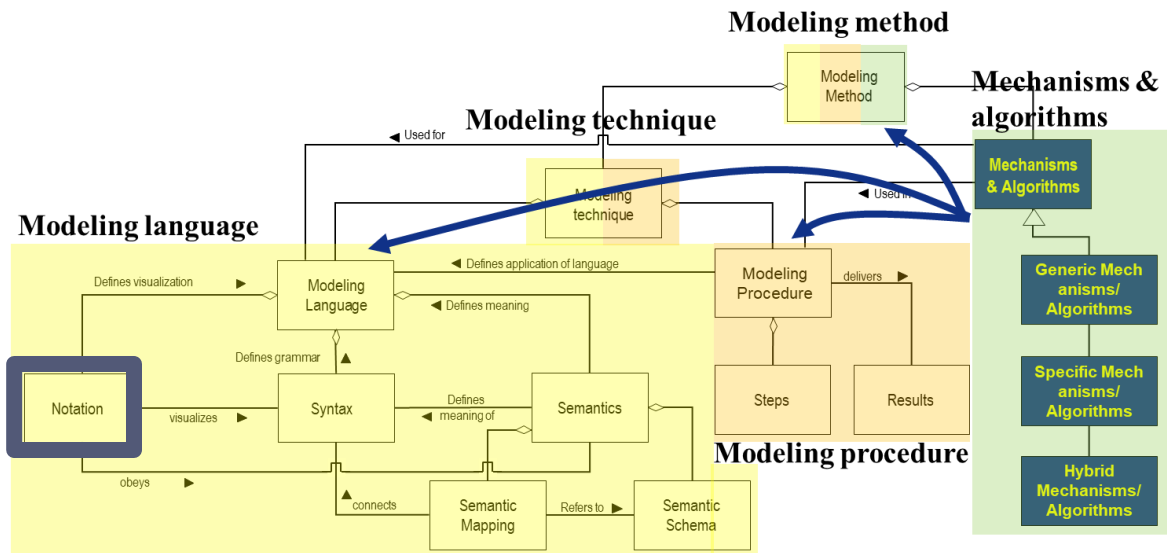 Modeling method
Modeling
Method
Mechanisms &
algorithms
Modeling technique
◄ Used for
Mechanisms
& Algorithms
Modeling
technique
◄ Used in
Modeling language
◄ Defines application of language
Modeling
Language
Modeling
Procedure
delivers ►
Generic Mech
anisms/
Algorithms
Defines visualization ►
◄ Defines meaning
Defines grammar ▲
Specific Mech
anisms/
Algorithms
Notation
visualizes ►
Syntax
Defines
◄ meaning of
Semantics
Steps
Results
Modeling procedure
Hybrid
Mechanisms/
Algorithms
obeys ►
▲ connects
Semantic
Mapping
Refers to ►
Semantic
Schema